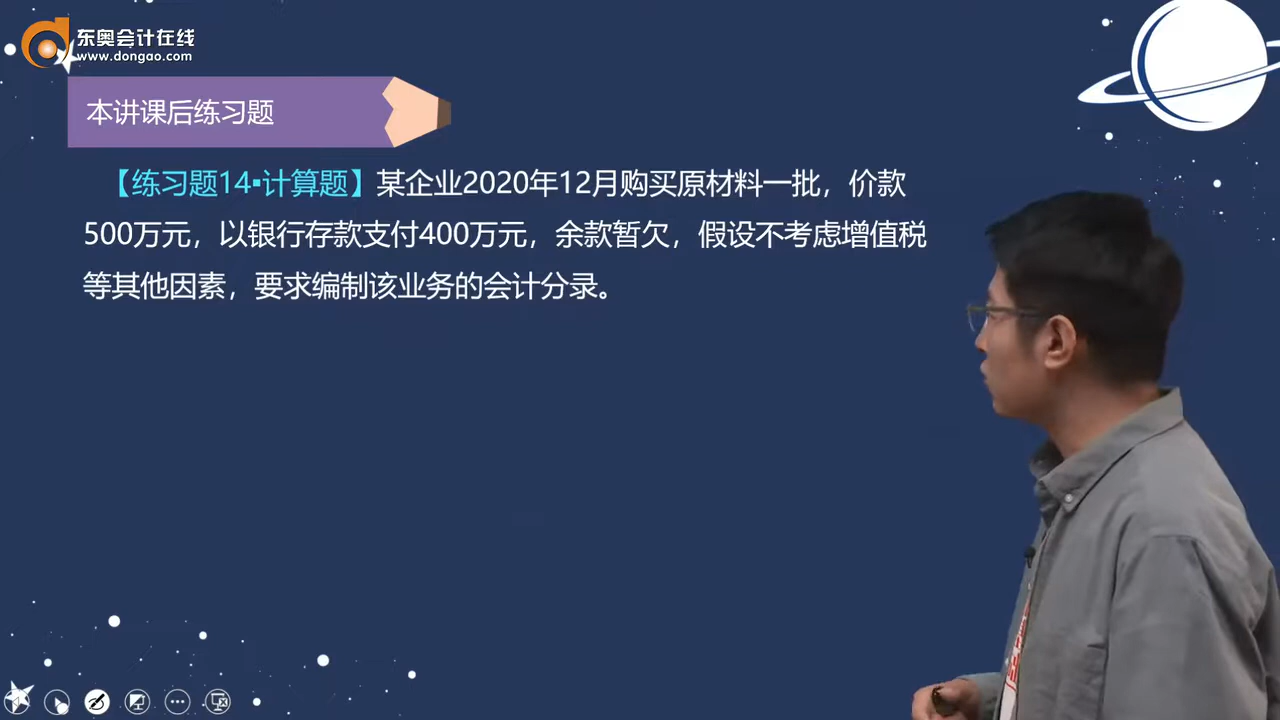 东奥会计在线
www.dongao.com
本讲课后练习题
【练习题14▪计算题】某企业2020年12月购买原材料一批，价款
500万元，以银行存款支付400万元，余款暂欠，假设不考虑增值税
等其他因素，要求编制该业务的会计分录。